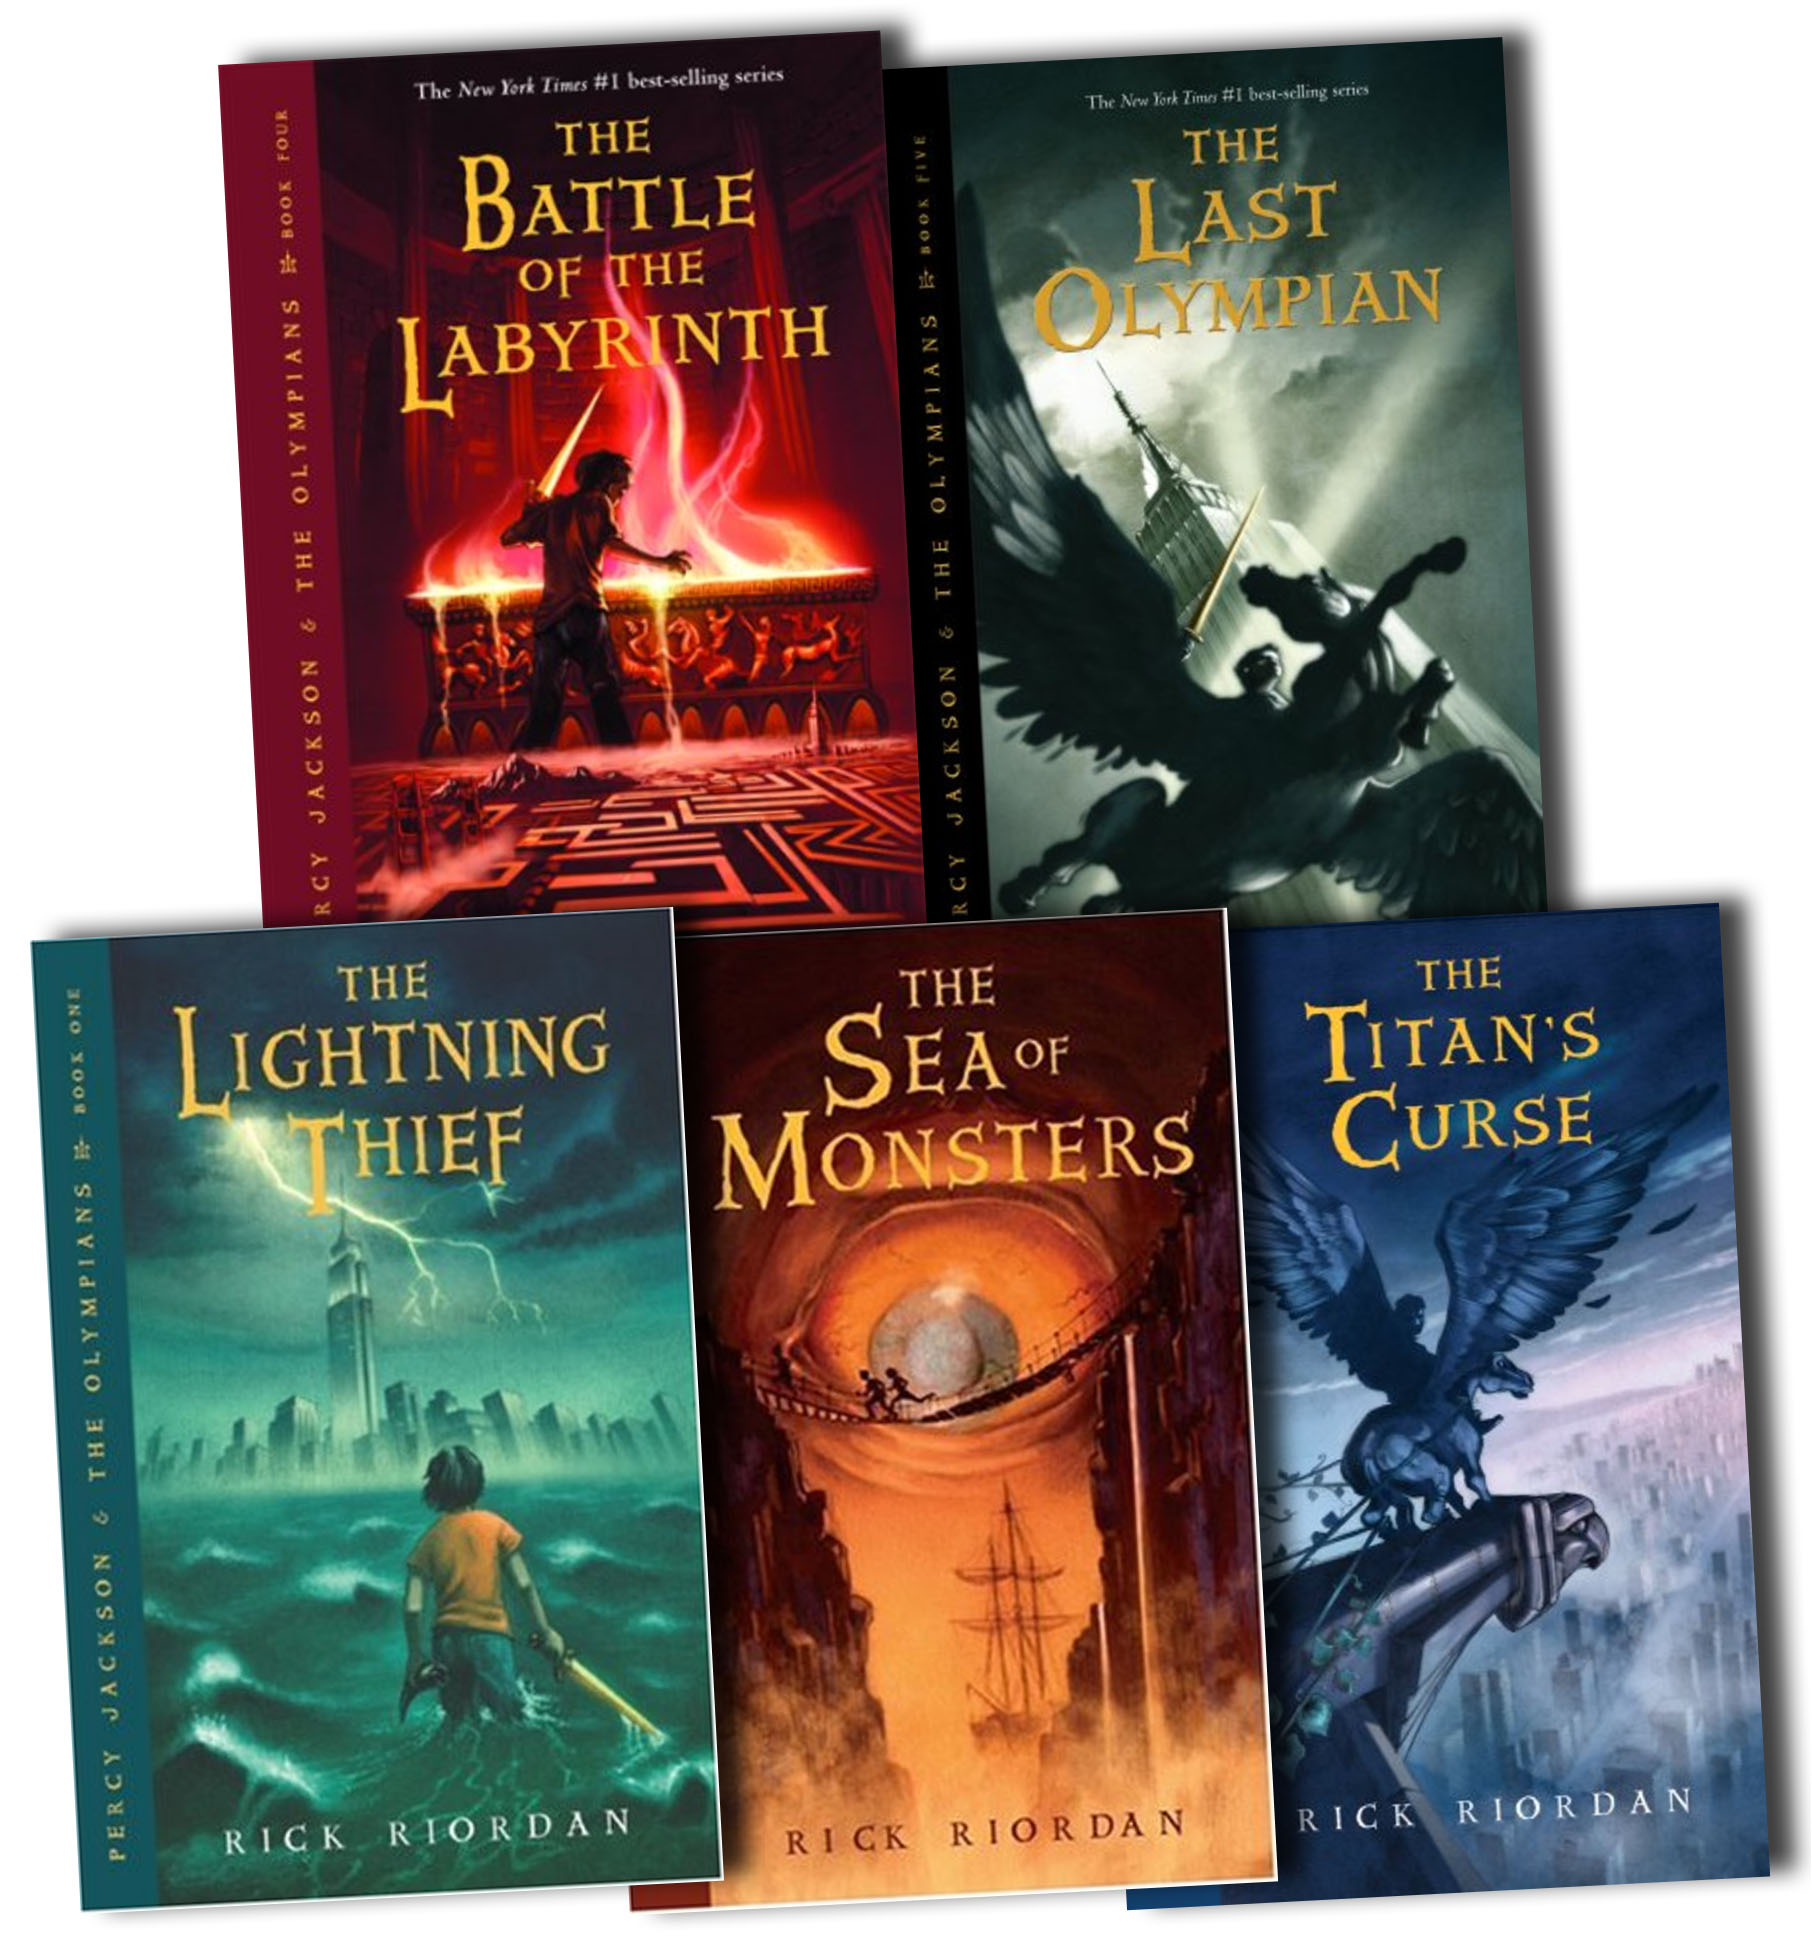 The New York Times #1 best-selling series
THE
BATTLE
OF THE
LABYRINTH
RCY JACKSON & THE OLYMPIANS BOOK FOUR
The New York Times #1 best-selling series
THE
LAST
OLYMPIAN
RCY JACKSON & THE OLYMPIANS BOOK FIVE
THE
LIGHTNING
THIEF
RICK RIORDAN
PERCY JACKSON & THE OLYMPIANS BOOK ONE
THE
SEA OF
MONSTERS
RICK RIORDAN
THE
TITAN'S
CURSE
RICK RIORDAN